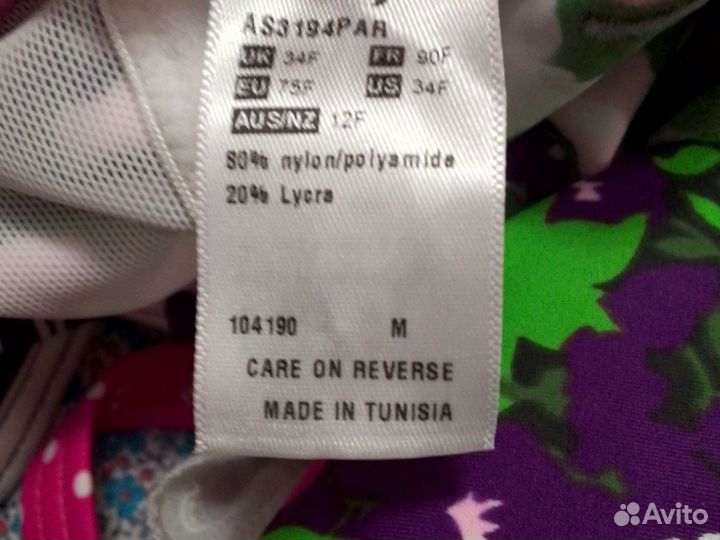 AS3194PAR
UK 34F FR 90F
EU 75F US 34F
AUS/NZ 12F
80% nylon/polyamide
20% Lycra
104190 M
CARE ON REVERSE
MADE IN TUNISIA
Avito